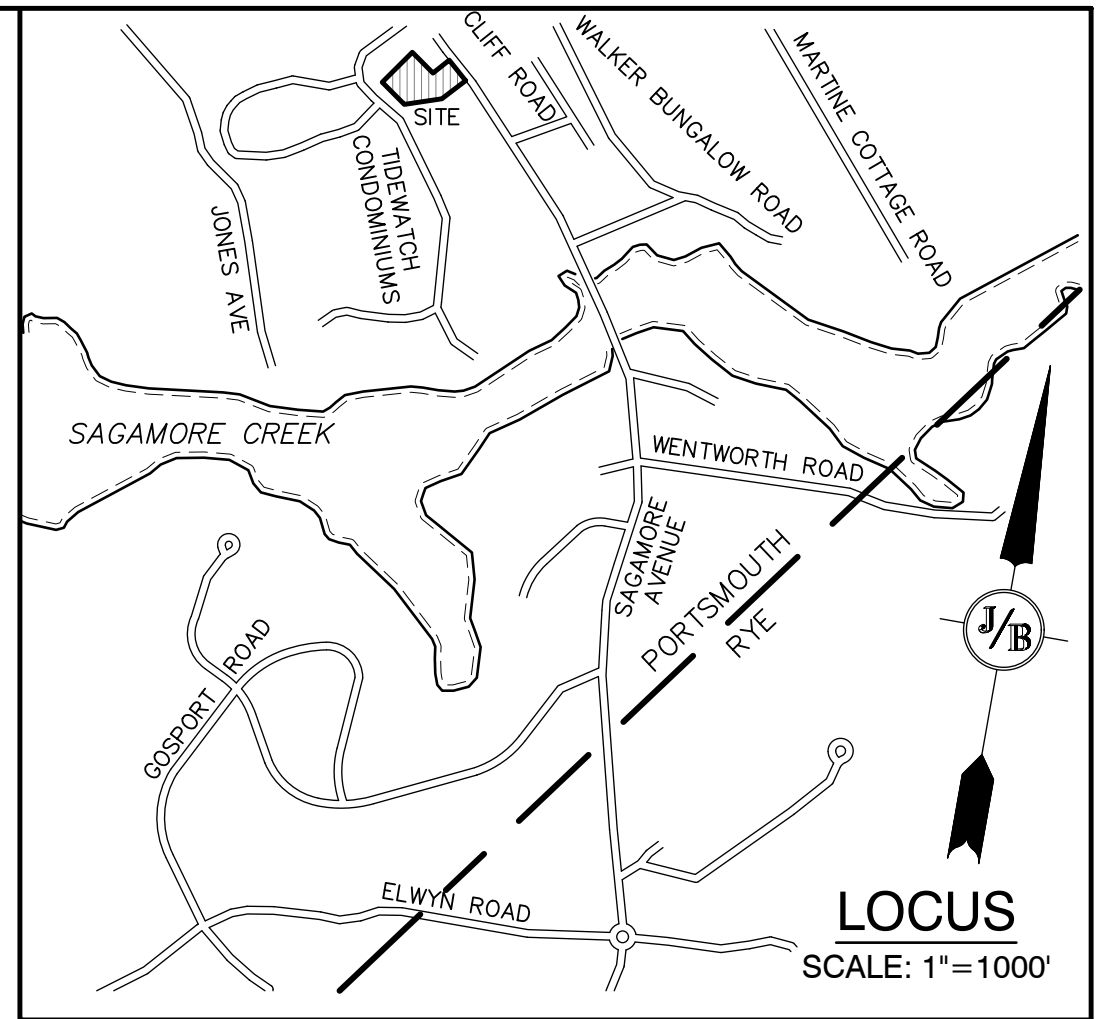 CLIFF ROAD
WALKER BUNGALOW ROAD
MARTINE COTTAGE ROAD
SITE
TIDEWATCH
CONDOMINIUMS
JONES AVE
SAGAMORE CREEK
WENTWORTH ROAD
SAGAMORE
AVENUE
PORTSMOUTH
RYE
J/B
GOSPORT ROAD
ELWYN ROAD
LOCUS
SCALE: 1"=1000'